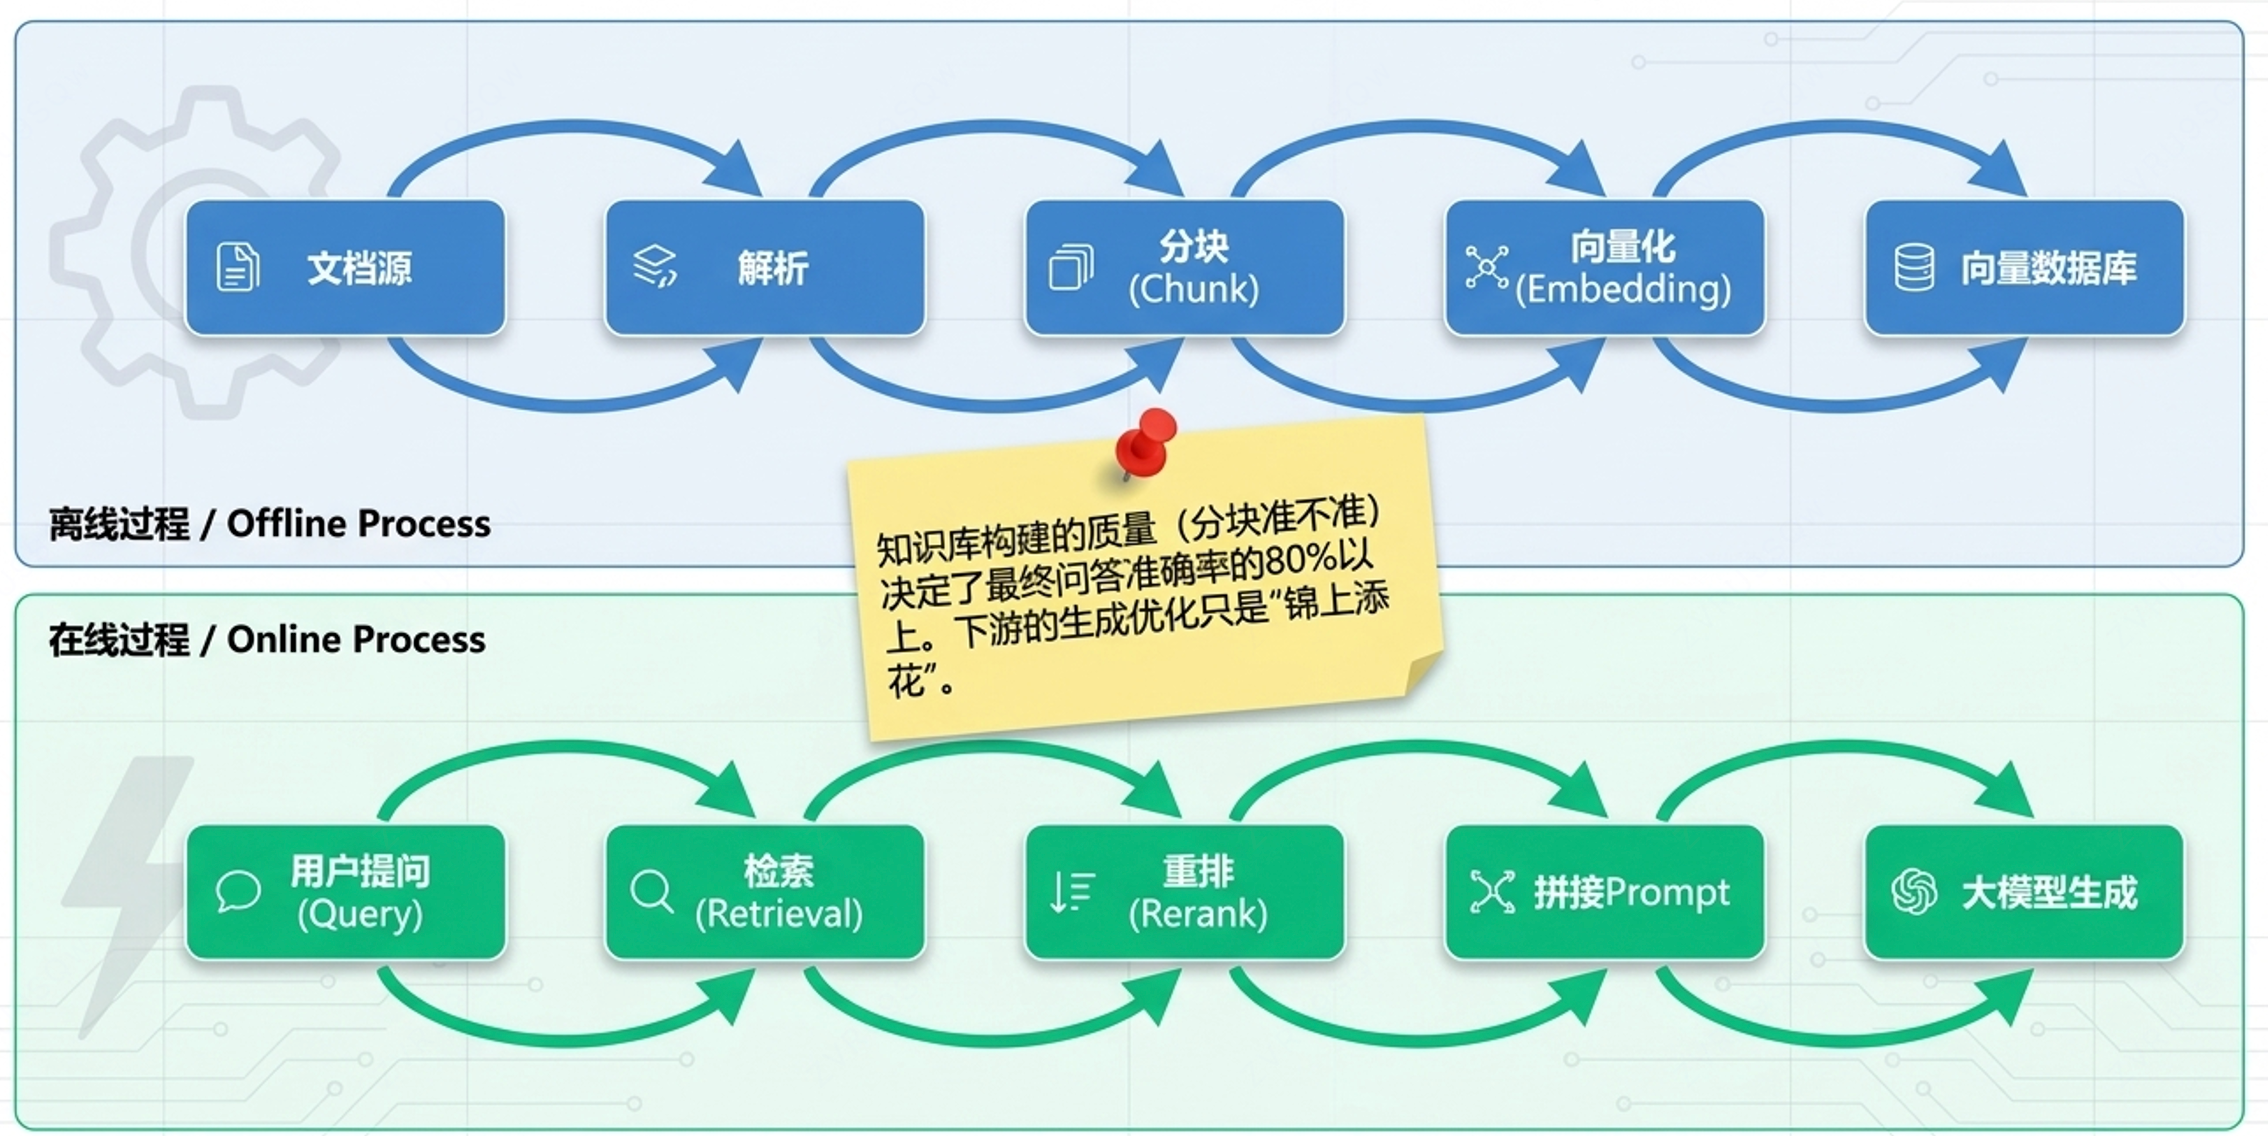 文档源
解析
分块
(Chunk)
向量化
(Embedding)
向量数据库
离线过程 / Offline Process
知识库构建的质量（分块准不准）
决定了最终问答准确率的80%以
上。下游的生成优化只是“锦上添
花”。
在线过程 / Online Process
用户提问
(Query)
检索
(Retrieval)
重排
(Rerank)
拼接Prompt
大模型生成